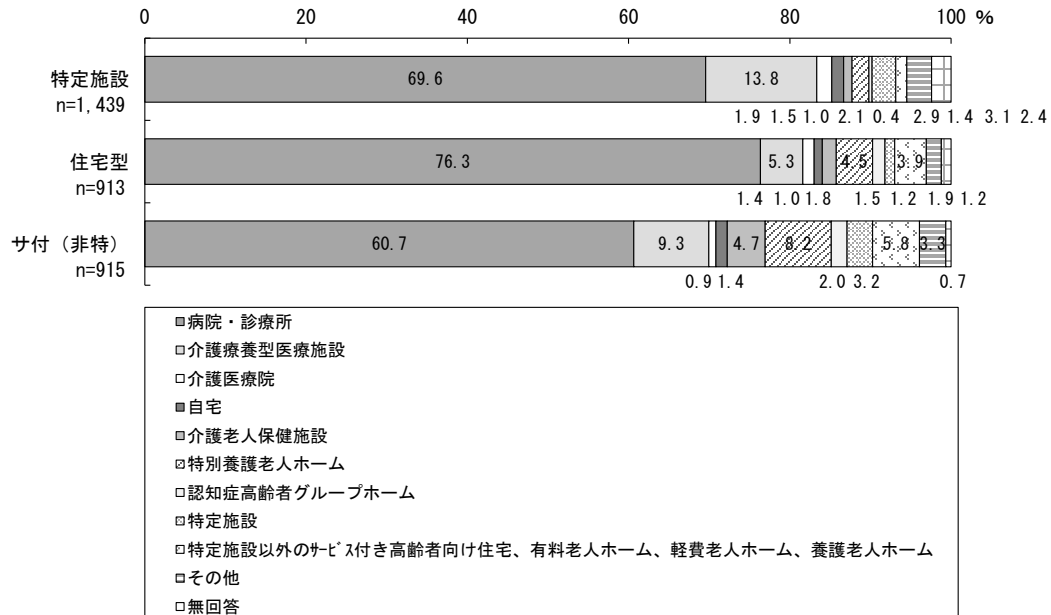 0 20 40 60 80 100 %
特定施設
n=1,439
69.6 13.8
1.9 1.5 1.0 2.1 0.4 2.9 1.4 3.1 2.4
住宅型
n=913
76.3 5.3 4.5 3.9
1.4 1.0 1.8 1.5 1.2 1.9 1.2
サ付（非特）
n=915
60.7 9.3 4.7 8.2 5.8 3.3
0.9 1.4 2.0 3.2 0.7
病院・診療所
介護療養型医療施設
介護医療院
自宅
介護老人保健施設
特別養護老人ホーム
認知症高齢者グループホーム
特定施設
特定施設以外のｻｰﾋﾞｽ付き高齢者向け住宅、有料老人ホーム、軽費老人ホーム、養護老人ホーム
その他
無回答